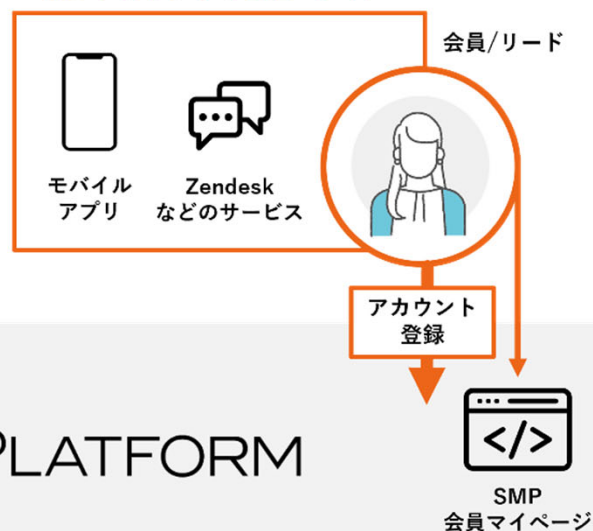 会員/リード
モバイル
アプリ
Zendesk
などのサービス
アカウント
登録
PLATFORM
</>
SMP
会員マイページ